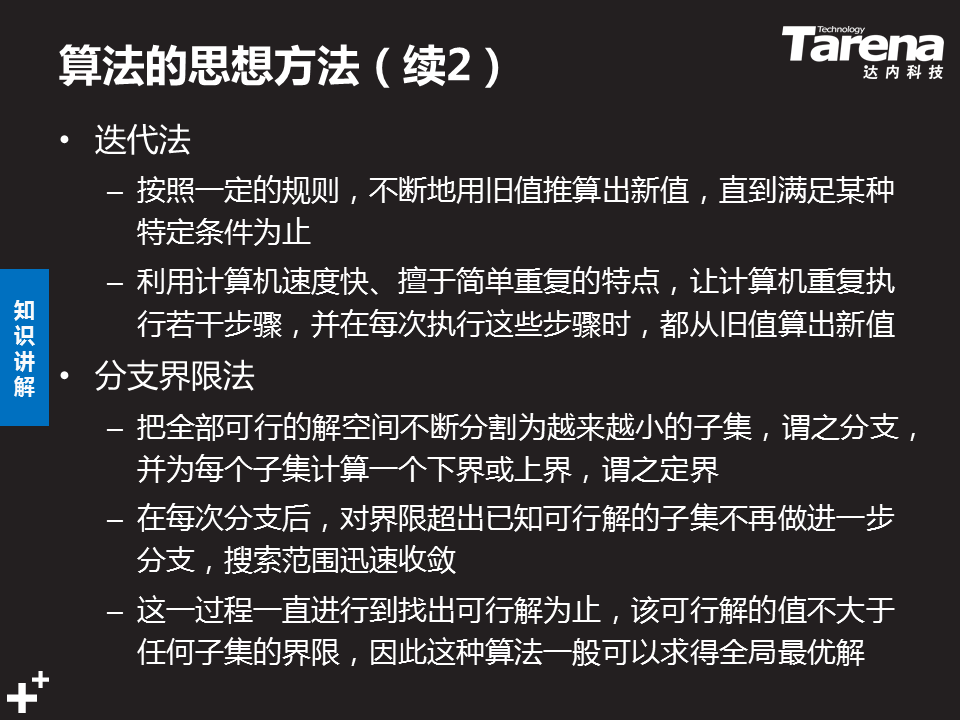 算法的思想方法（续2）
Technology
Tarena
达内科技
• 迭代法
– 按照一定的规则，不断地用旧值推算出新值，直到满足某种
特定条件为止
– 利用计算机速度快、擅于简单重复的特点，让计算机重复执
行若干步骤，并在每次执行这些步骤时，都从旧值算出新值
知识讲解
• 分支界限法
– 把全部可行的解空间不断分割为越来越小的子集，谓之分支，
并为每个子集计算一个下界或上界，谓之定界
– 在每次分支后，对界限超出已知可行解的子集不再做进一步
分支，搜索范围迅速收敛
– 这一过程一直进行到找出可行解为止，该可行解的值不大于
任何子集的界限，因此这种算法一般可以求得全局最优解